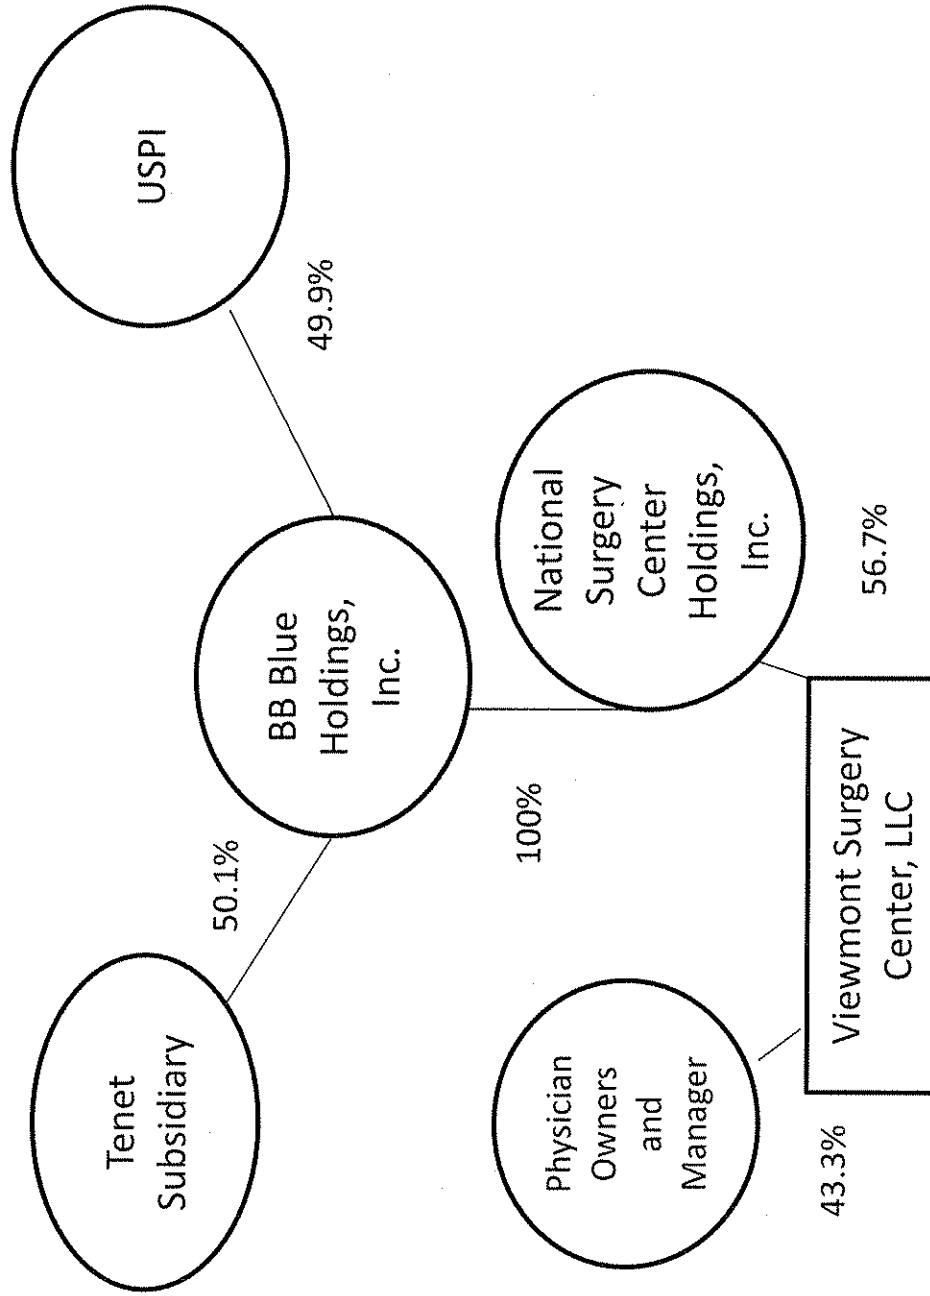 Tenet
Subsidiary
USPI
50.1%
49.9%
BB Blue
Holdings,
Inc.
100%
Physician
Owners
and
Manager
National
Surgery
Center
Holdings,
Inc.
43.3%
56.7%
Viewmont Surgery
Center, LLC